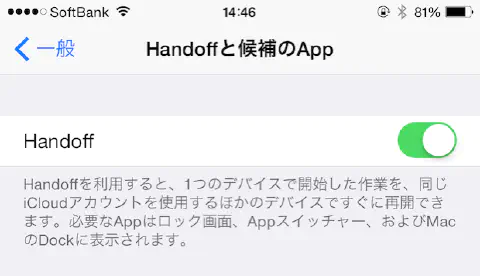 SoftBank 14:46 81%
一般 Handoffと候補のApp
Handoff
Handoffを利用すると、1つのデバイスで開始した作業を、同じ
iCloudアカウントを使用するほかのデバイスですぐに再開でき
ます。必要なAppはロック画面、Appスイッチャー、およびMac
のDockに表示されます。